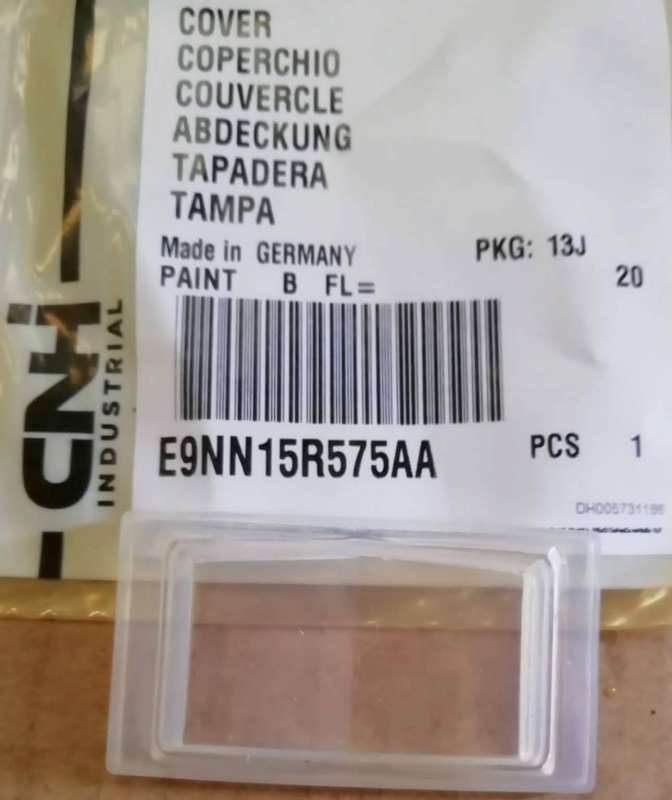 COVER
COPERCHIO
COUVERCLE
ABDECKUNG
TAPADERA
TAMPA
Made in GERMANY PKG: 13J
PAINT B FL= 20
E9NN15R575AA PCS 1
DH005731186
CNH
INDUSTRIAL